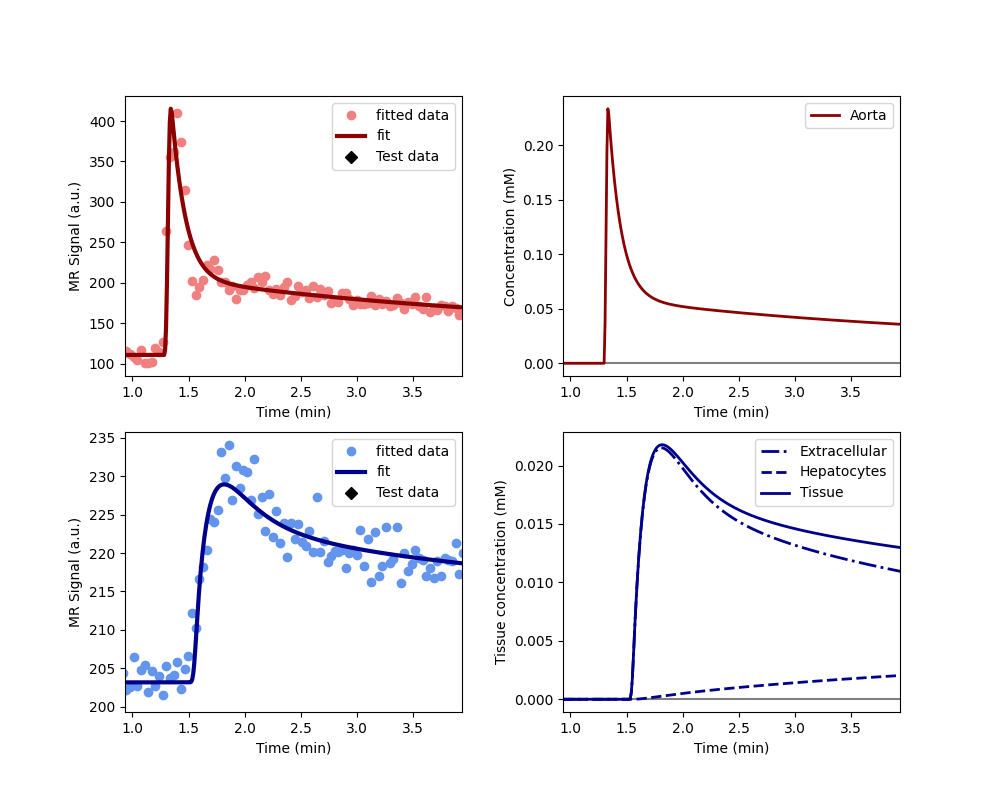 400
350
300
250
200
150
100
MR Signal (a.u.)
1.0 1.5 2.0 2.5 3.0 3.5
Time (min)
fitted data
fit
Test data
0.20
0.15
0.10
0.05
0.00
Concentration (mM)
1.0 1.5 2.0 2.5 3.0 3.5
Time (min)
Aorta
235
230
225
220
215
210
205
200
MR Signal (a.u.)
1.0 1.5 2.0 2.5 3.0 3.5
Time (min)
fitted data
fit
Test data
0.020
0.015
0.010
0.005
0.000
Tissue concentration (mM)
1.0 1.5 2.0 2.5 3.0 3.5
Time (min)
Extracellular
Hepatocytes
Tissue